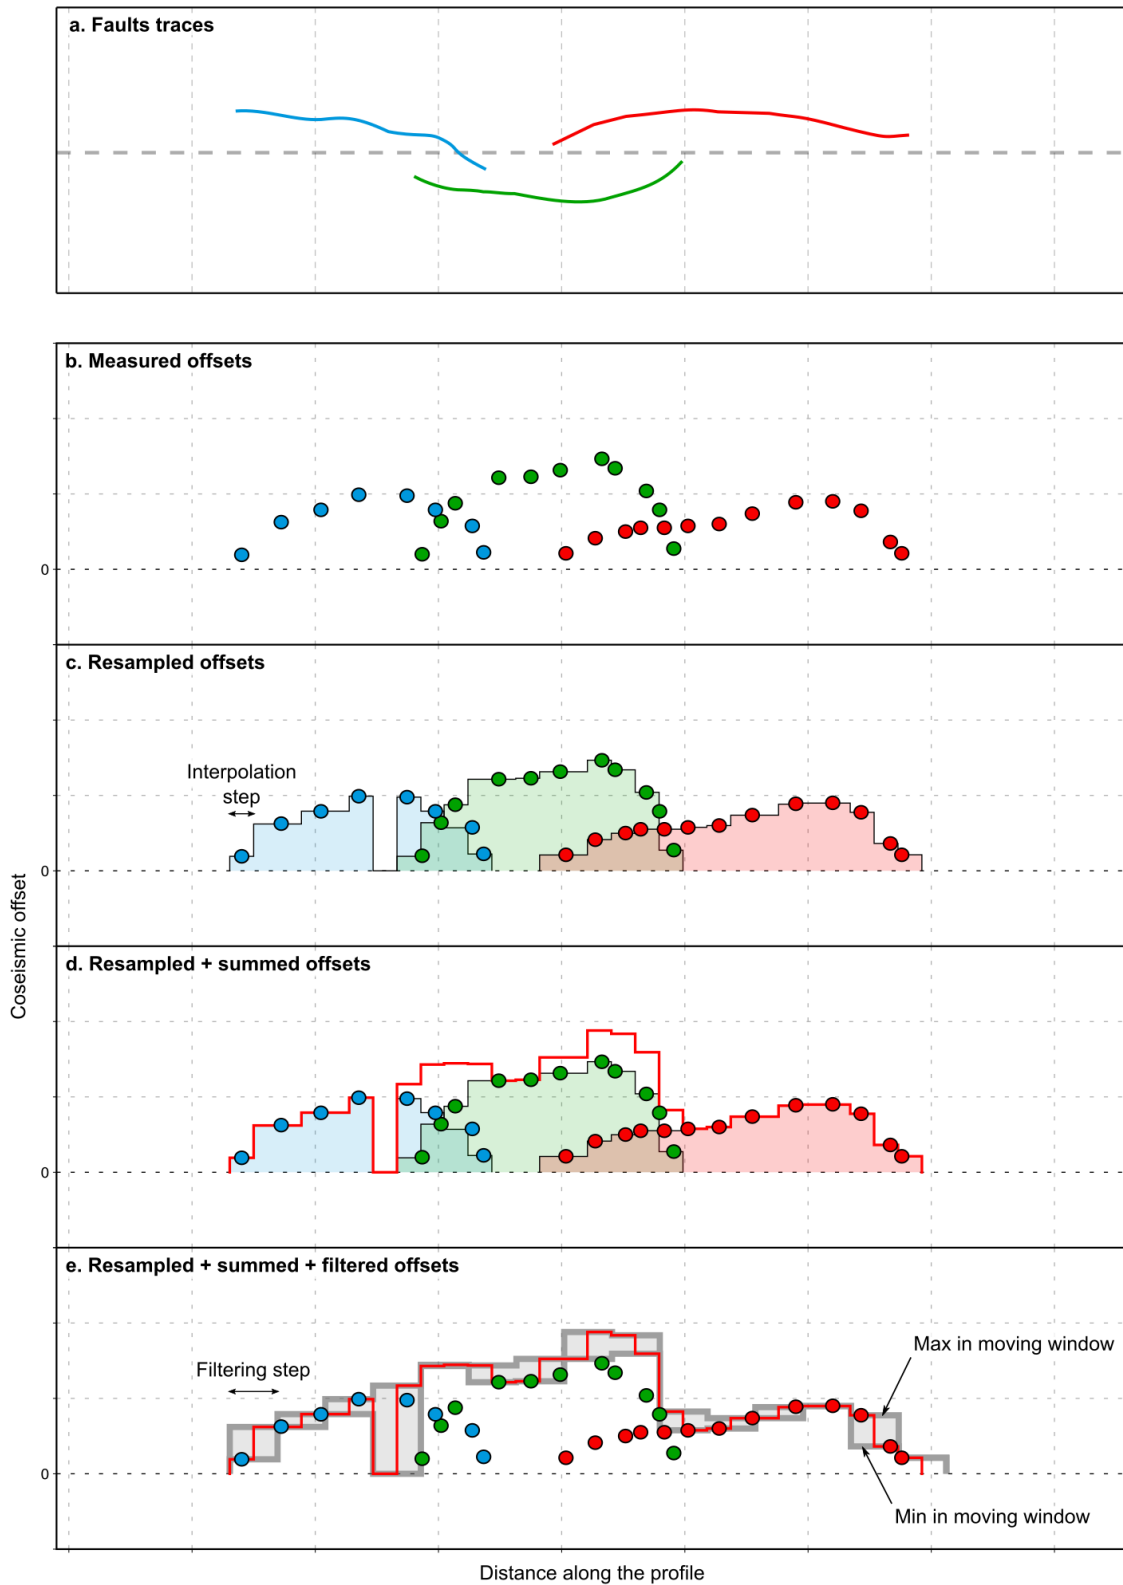 a. Faults traces
b. Measured offsets
0
c. Resampled offsets
Interpolation
step
0
Coseismic offset
d. Resampled + summed offsets
0
e. Resampled + summed + filtered offsets
Max in moving window
Filtering step
0
Min in moving window
Distance along the profile